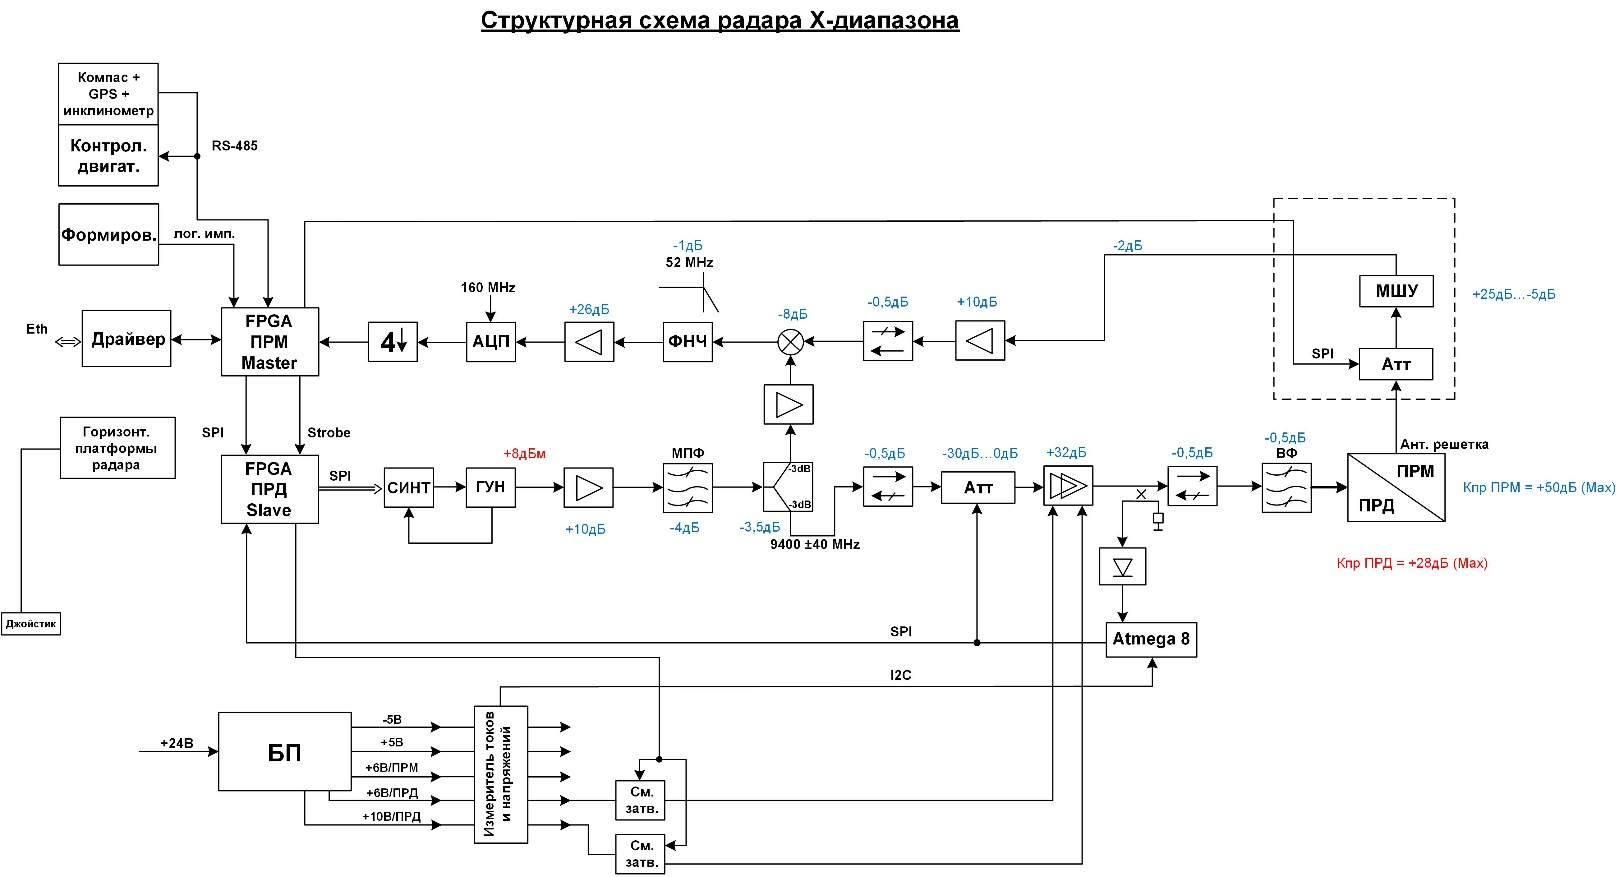 Структурная схема радара Х-диапазона
Компас +
GPS +
инклинометр
Контрол.
двигат.
RS-485
Формиров.
лог. имп.
-1дБ
52 MHz
-2дБ
МШУ
+25дБ...-5дБ
160 MHz
+26дБ
-8дБ
-0,5дБ
+10дБ
Eth
Драйвер
FPGA
ПРМ
Master
4
АЦП
ФНЧ
SPI
Атт
SPI
Strobe
Горизонт.
платформы
радара
FPGA
ПРД
Slave
SPI
СИНТ
ГУН
+8дБм
+10дБ
МПФ
-4дБ
-3dB
-3dB
-3,5дБ
9400 ±40 MHz
-0,5дБ
-30дБ...0дБ
Атт
+32дБ
-0,5дБ
-0,5дБ
ВФ
Ант. решетка
ПРМ
ПРД
Кпр ПРМ = +50дБ (Max)
Кпр ПРД = +28дБ (Max)
Джойстик
SPI
Atmega 8
I2C
+24В
БП
-5В
+5В
+6В/ПРМ
+6В/ПРД
+10В/ПРД
Измеритель токов
и напряжений
См.
затв.
См.
затв.